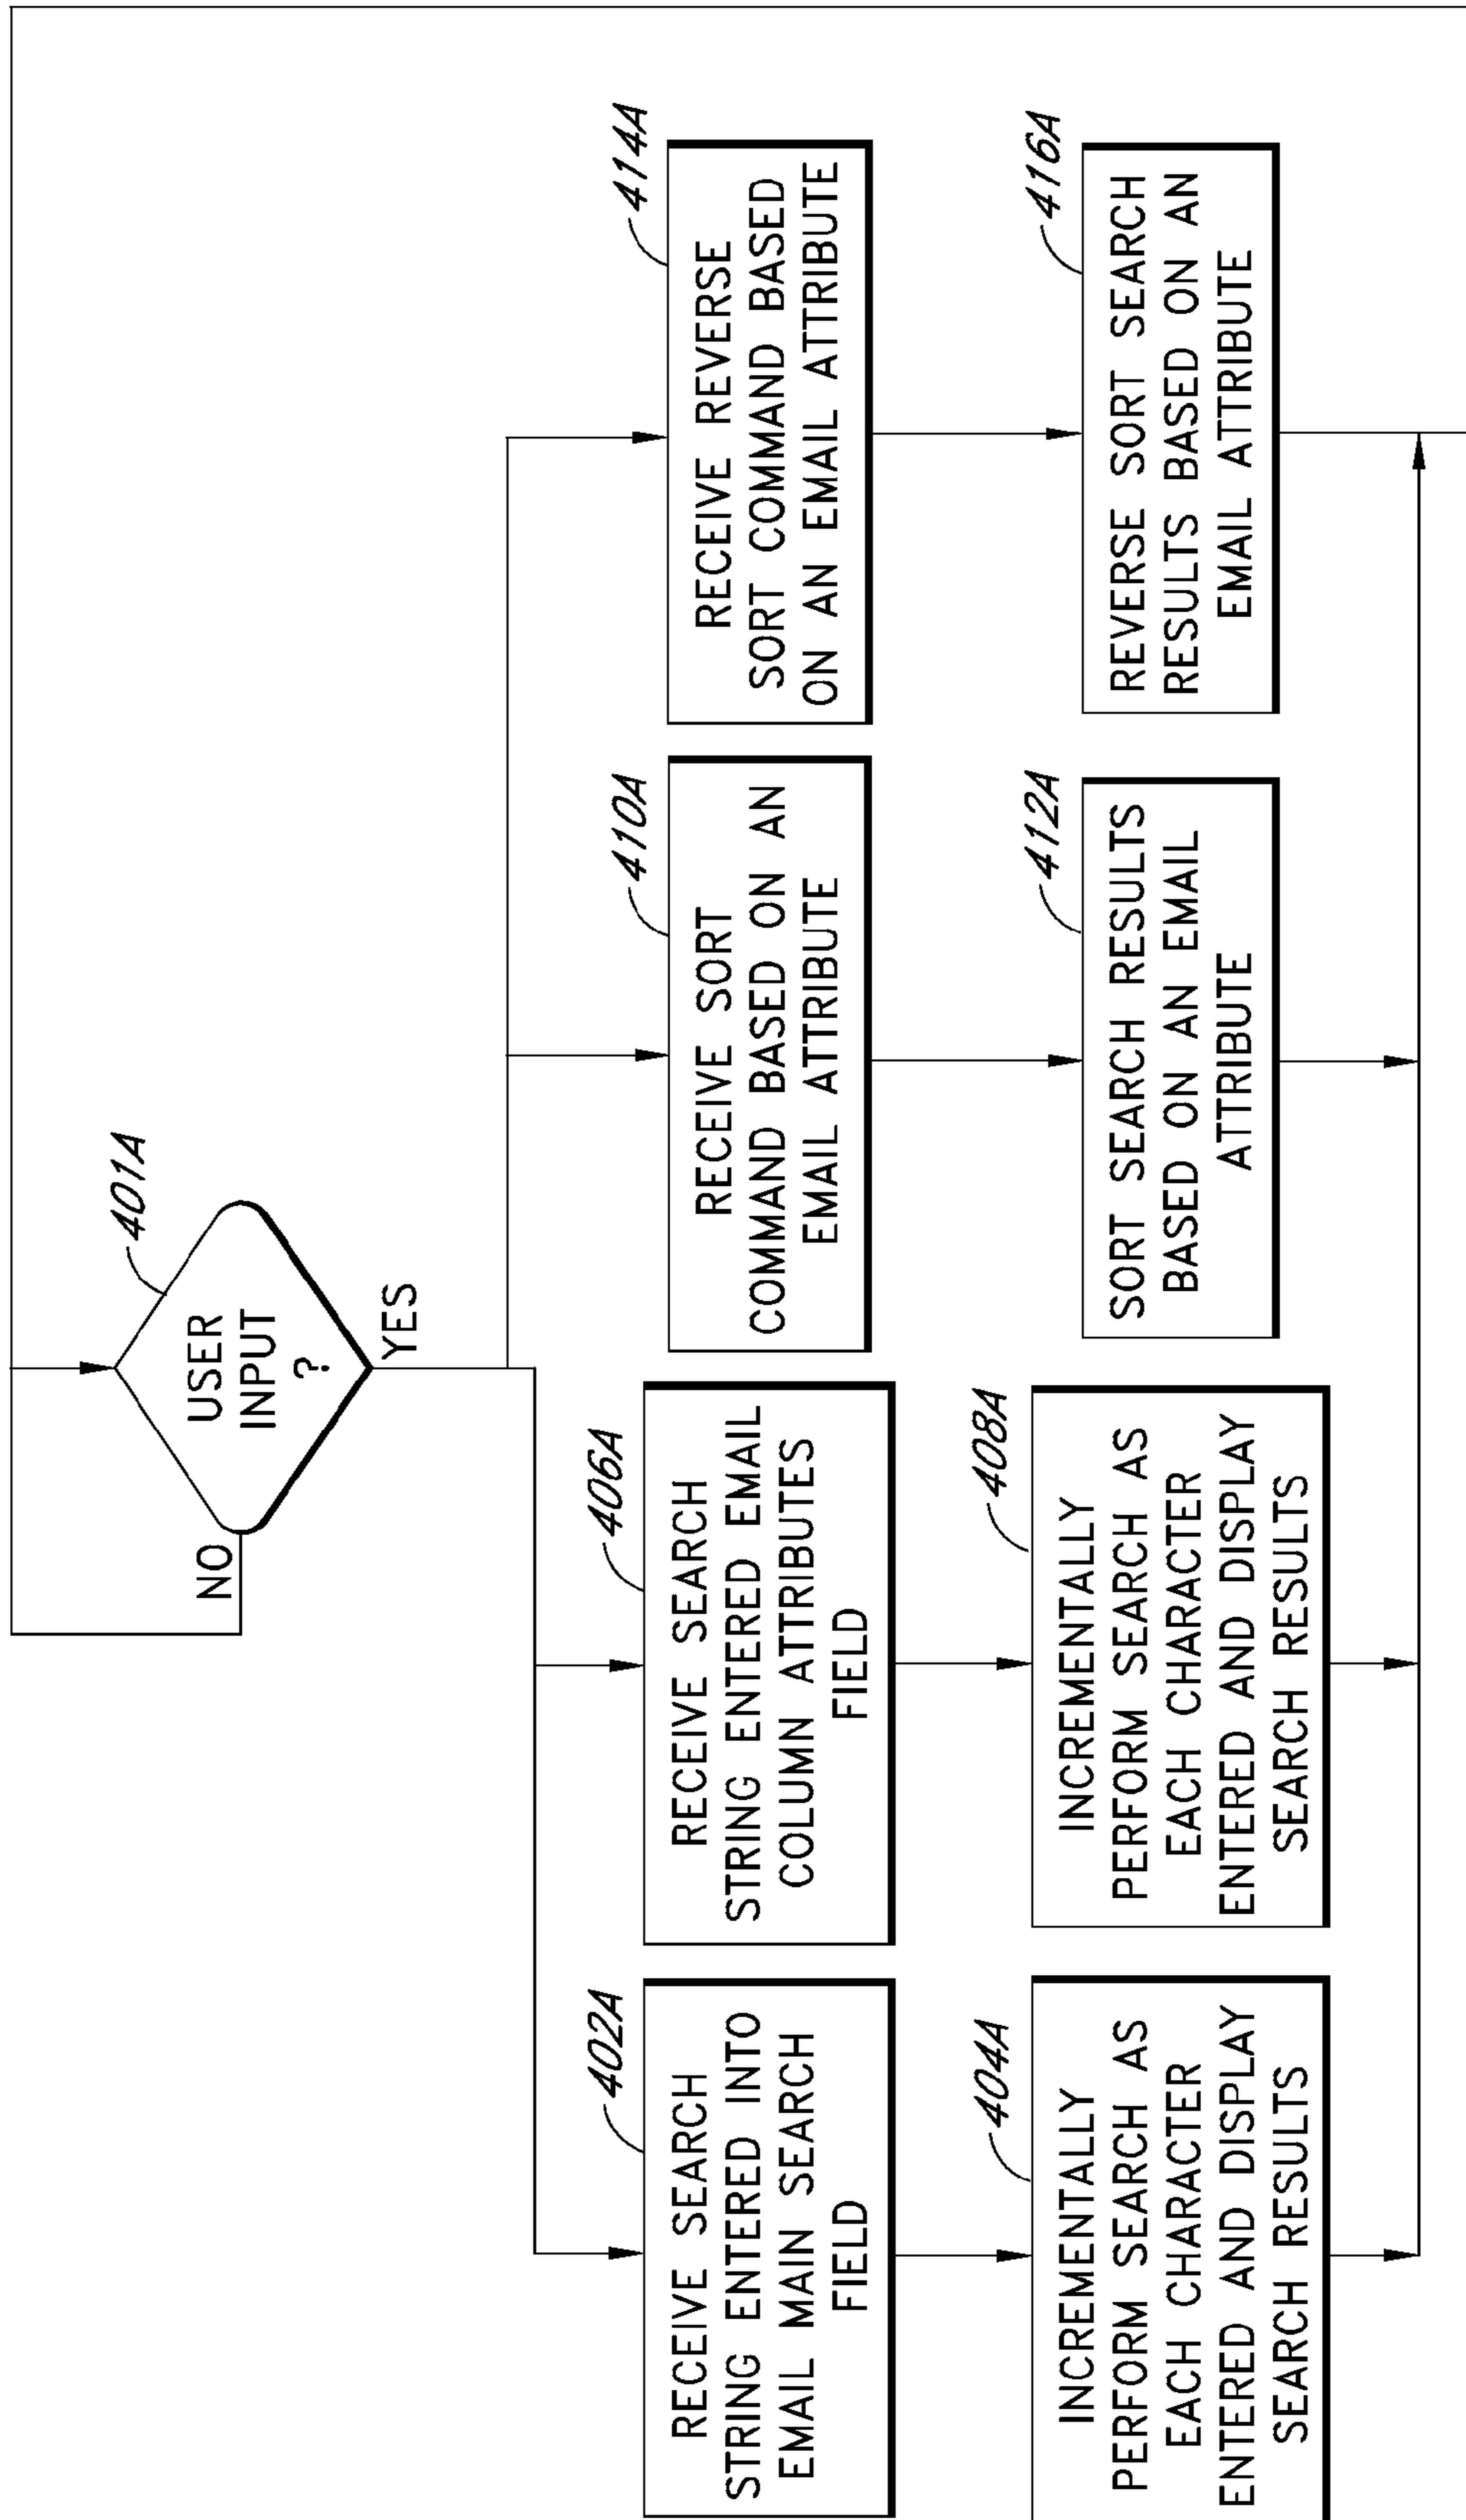 401A
USER
INPUT
?
NO
YES
402A
RECEIVE SEARCH
STRING ENTERED INTO
EMAIL MAIN SEARCH
FIELD
406A
RECEIVE SEARCH
STRING ENTERED EMAIL
COLUMN ATTRIBUTES
FIELD
410A
RECEIVE SORT
COMMAND BASED ON AN
EMAIL ATTRIBUTE
414A
RECEIVE REVERSE
SORT COMMAND BASED
ON AN EMAIL ATTRIBUTE
404A
INCREMENTALLY
PERFORM SEARCH AS
EACH CHARACTER
ENTERED AND DISPLAY
SEARCH RESULTS
408A
INCREMENTALLY
PERFORM SEARCH AS
EACH CHARACTER
ENTERED AND DISPLAY
SEARCH RESULTS
412A
SORT SEARCH RESULTS
BASED ON AN EMAIL
ATTRIBUTE
416A
REVERSE SORT SEARCH
RESULTS BASED ON AN
EMAIL ATTRIBUTE